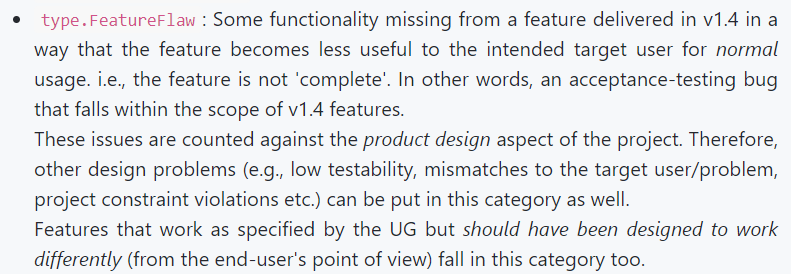 • type.FeatureFlaw : Some functionality missing from a feature delivered in v1.4 in a
way that the feature becomes less useful to the intended target user for normal
usage. i.e., the feature is not 'complete'. In other words, an acceptance-testing bug
that falls within the scope of v1.4 features.
These issues are counted against the product design aspect of the project. Therefore,
other design problems (e.g., low testability, mismatches to the target user/problem,
project constraint violations etc.) can be put in this category as well.
Features that work as specified by the UG but should have been designed to work
differently (from the end-user's point of view) fall in this category too.